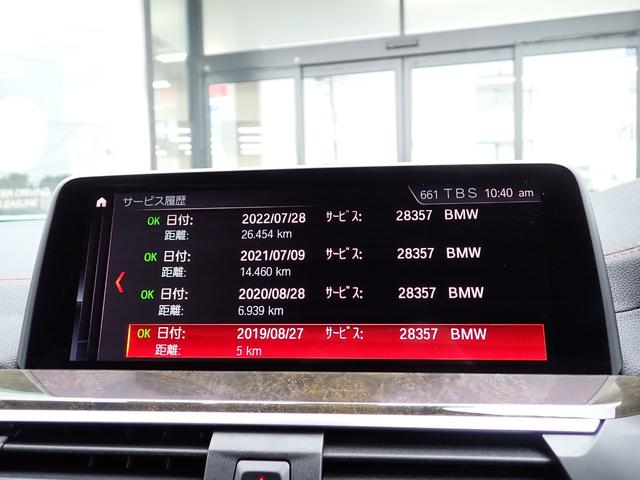 サービス履歴 661 TBS 10:40 am
OK 日付: 2022/07/28 ｻｰﾋﾞｽ: 28357 BMW
距離: 26.454 km
OK 日付: 2021/07/09 ｻｰﾋﾞｽ: 28357 BMW
距離: 14.460 km
OK 日付: 2020/08/28 ｻｰﾋﾞｽ: 28357 BMW
距離: 6.939 km
OK 日付: 2019/08/27 ｻｰﾋﾞｽ: 28357 BMW
距離: 5 km
DRIVING
PLEASURE